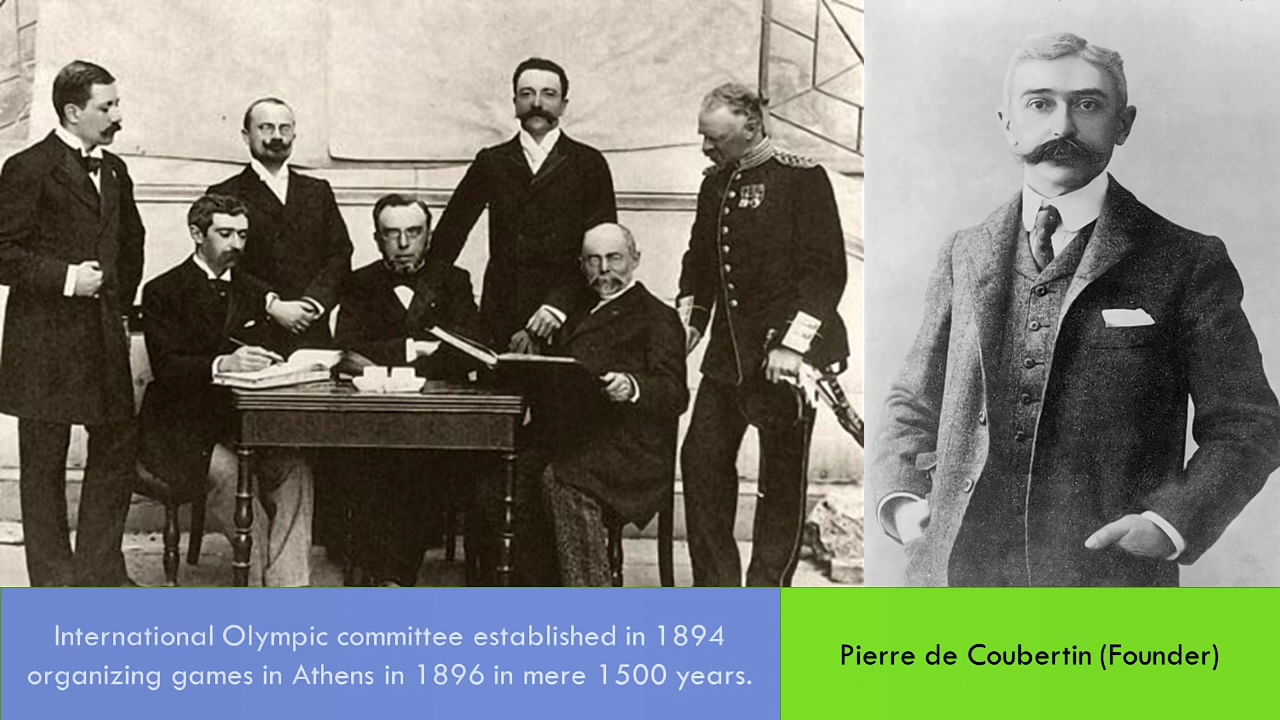 International Olympic committee established in 1894
organizing games in Athens in 1896 in mere 1500 years.
Pierre de Coubertin (Founder)